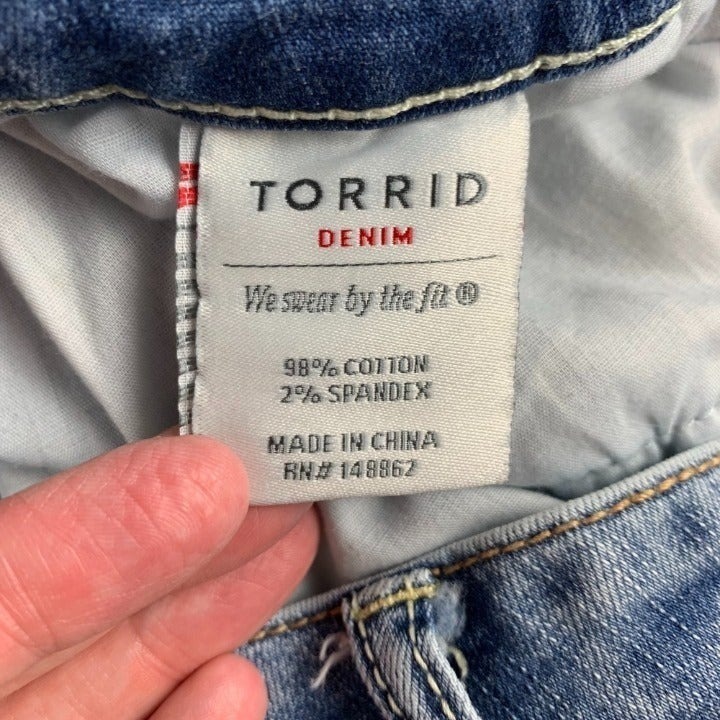 TORRID
DENIM
We swear by the fit ®
98% COTTON
2% SPANDEX
MADE IN CHINA
RN# 148862